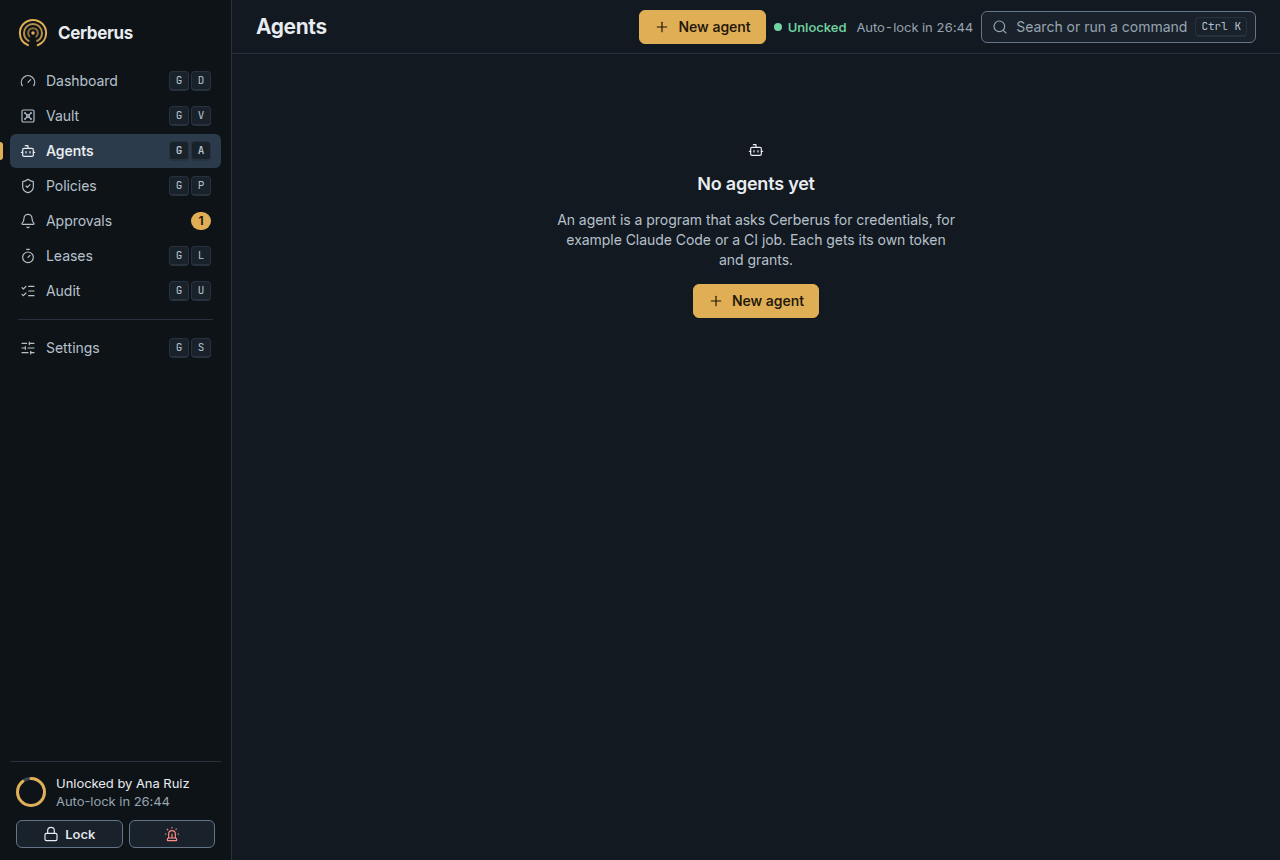 Cerberus
Dashboard G D
Vault G V
Agents G A
Policies G P
Approvals 1
Leases G L
Audit G U
Settings G S
Unlocked by Ana Ruiz
Auto-lock in 26:44
Lock
Agents
New agent
Unlocked
Auto-lock in 26:44
Search or run a command Ctrl K
No agents yet
An agent is a program that asks Cerberus for credentials, for
example Claude Code or a CI job. Each gets its own token
and grants.
New agent